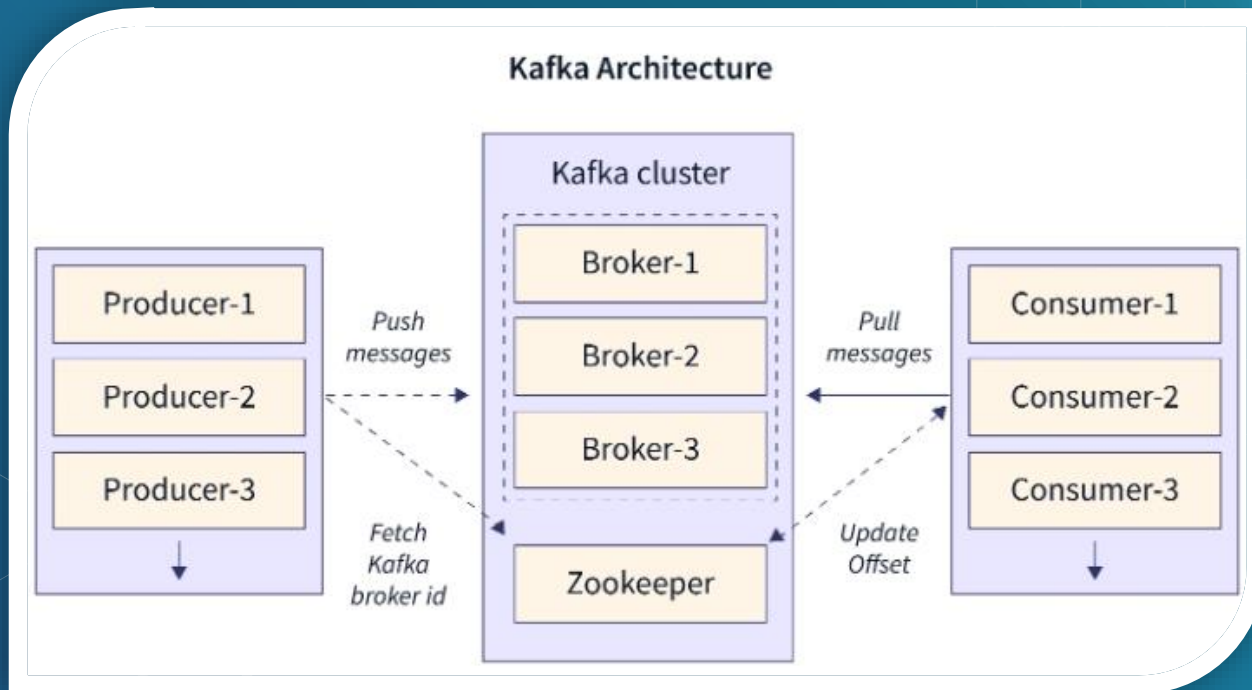 Kafka Architecture
Kafka cluster
Producer-1
Producer-2
Producer-3
Push
messages
Fetch
Kafka
broker id
Broker-1
Broker-2
Broker-3
Zookeeper
Pull
messages
Update
Offset
Consumer-1
Consumer-2
Consumer-3